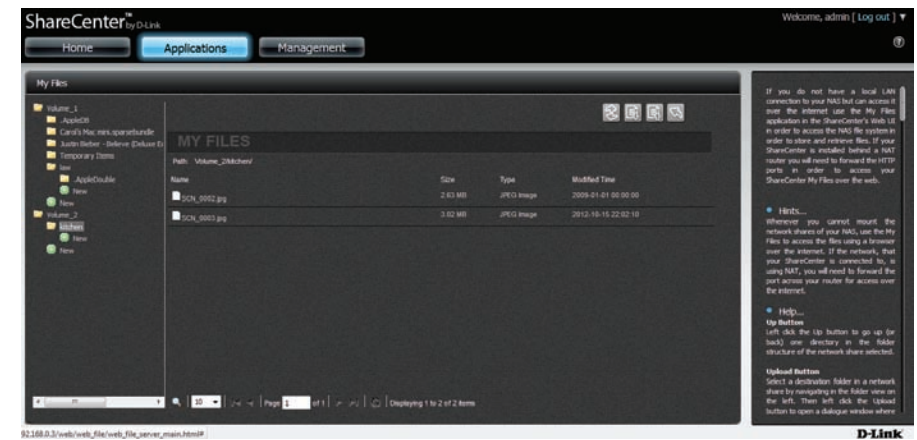 ShareCenter™ by D-Link
Welcome, admin [ Log out ] ▼
Home Applications Management
My Files
Volume_1
.AppleDB
Carol's Mac mini.sparsebundle
Justin Bieber - Believe (Deluxe Ec
Temporary Items
law
.AppleDouble
New
New
Volume_2
kitchen
New
New
MY FILES
Path: Volume_2/kitchen/
Name Size Type Modified Time
SCN_0002.jpg 2.63 MB JPEG Image 2009-01-01 00:00:00
SCN_0003.jpg 3.02 MB JPEG Image 2012-10-15 22:02:10
10 Page 1 of 1 Displaying 1 to 2 of 2 items
If you do not have a local LAN
connection to your NAS but can access it
over the internet use the My Files
application in the ShareCenter's Web UI
in order to access the NAS file system in
order to store and retrieve files. If your
ShareCenter is installed behind a NAT
router you will need to forward the HTTP
ports in order to access your
ShareCenter My Files over the web.
Hints...
Whenever you cannot mount the
network shares of your NAS, use the My
Files to access the files using a browser
over the internet. If the network, that
your ShareCenter is connected to, is
using NAT, you will need to forward the
port across your router for access over
the internet.
Help...
Up Button
Left click the Up button to go up (or
back) one directory in the folder
structure of the network share selected.
Upload Button
Select a destination folder in a network
share by navigating in the folder view on
the left. Then left click the Upload
button to open a dialogue window where
92.168.0.3/web/web_file/web_file_server_main.html#
D-Link